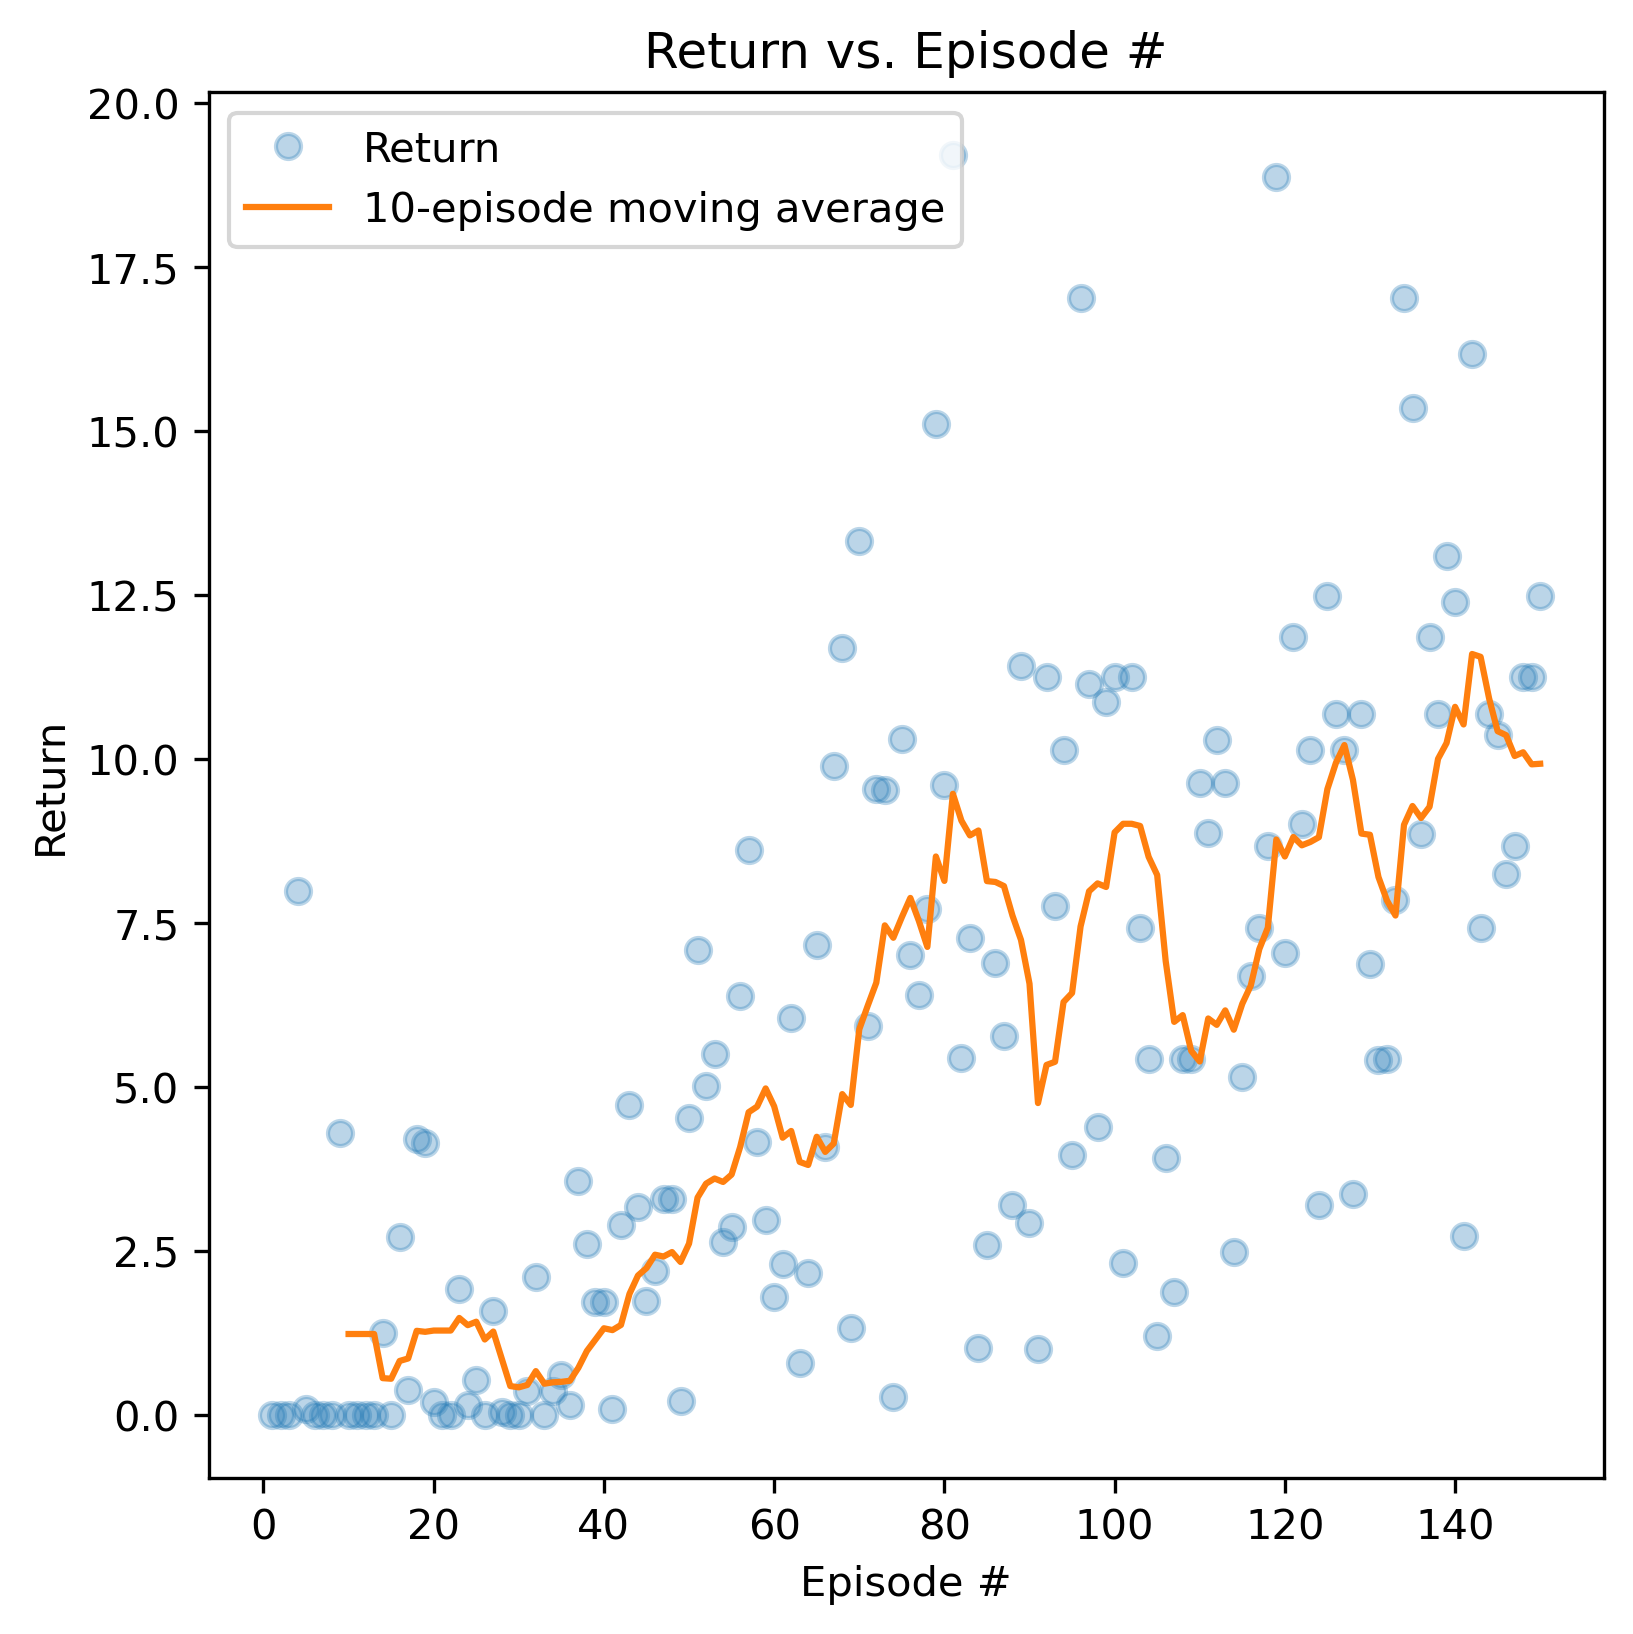 Return vs. Episode #
Return
10-episode moving average
20.0
17.5
15.0
12.5
10.0
7.5
5.0
2.5
0.0
Return
0 20 40 60 80 100 120 140
Episode #